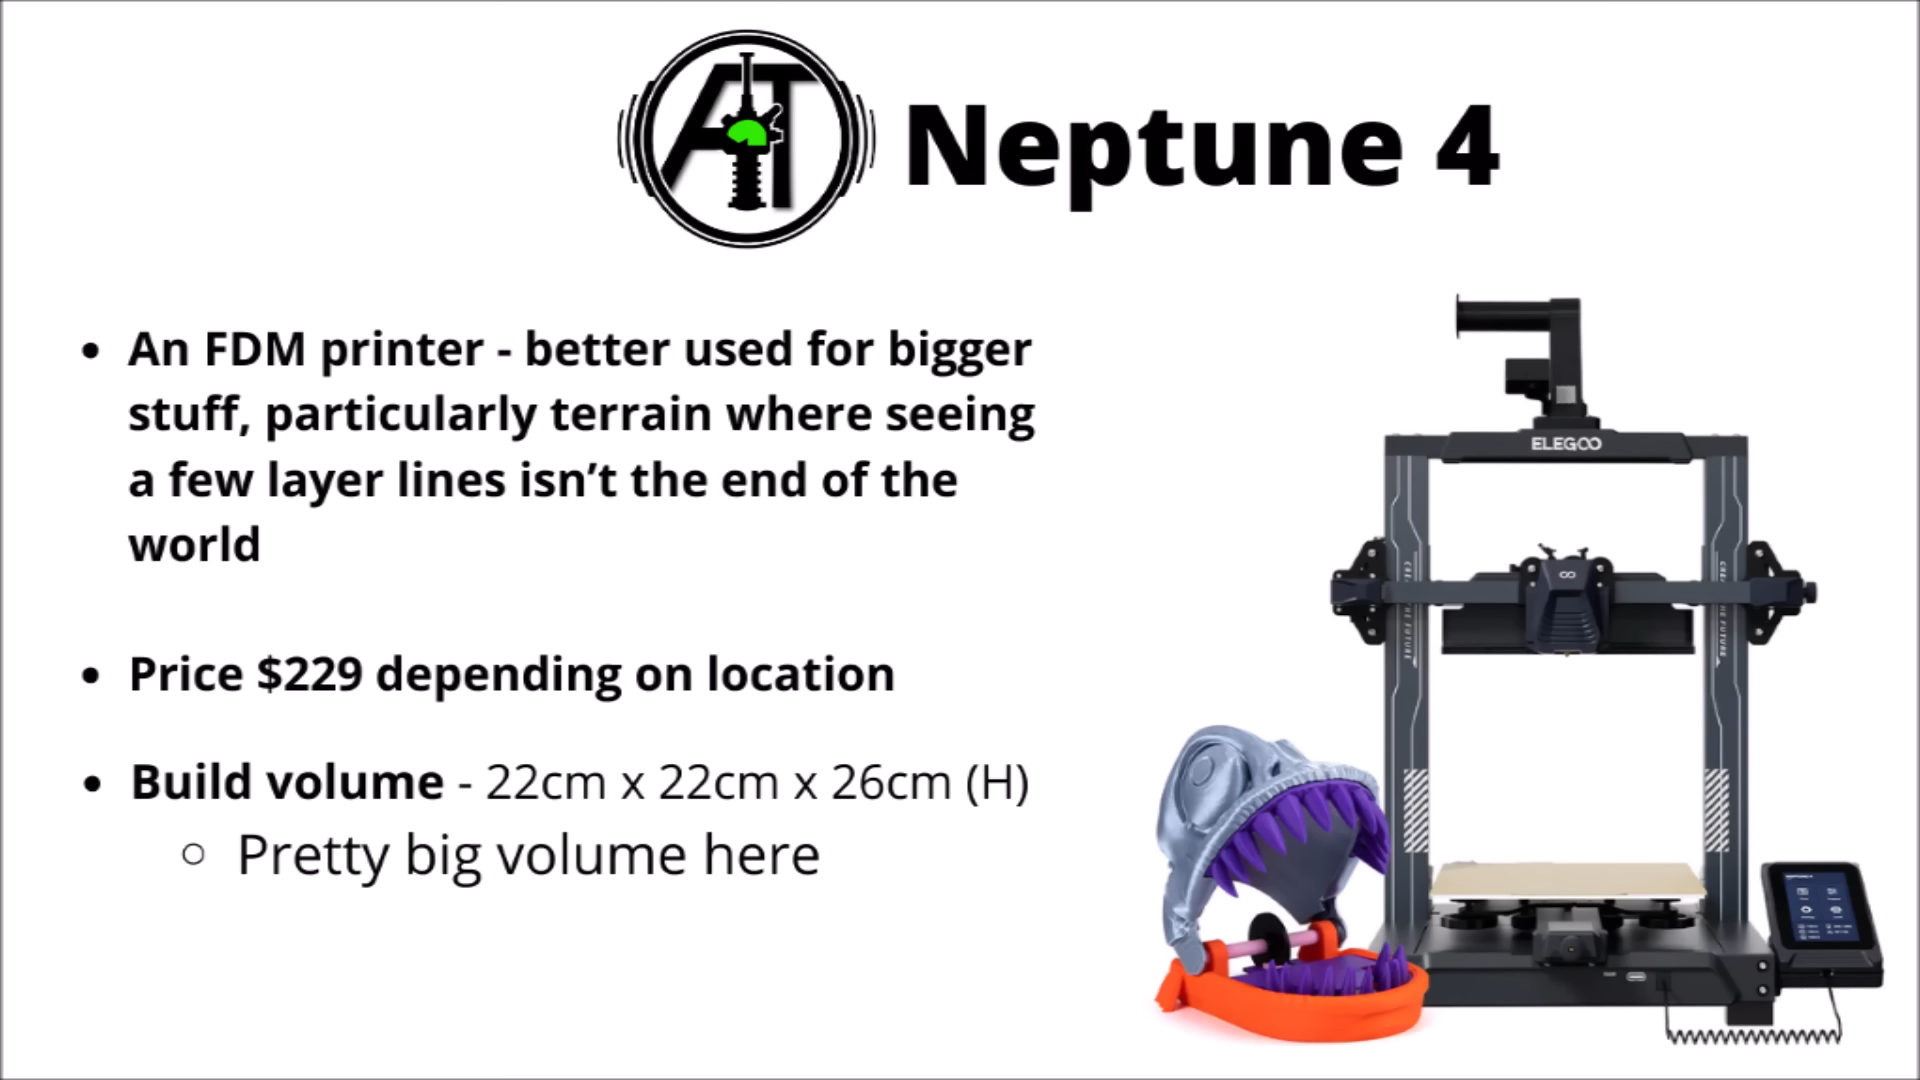 AT
Neptune 4
• An FDM printer - better used for bigger
stuff, particularly terrain where seeing
a few layer lines isn’t the end of the
world
• Price $229 depending on location
• Build volume - 22cm x 22cm x 26cm (H)
○ Pretty big volume here
ELEGOO